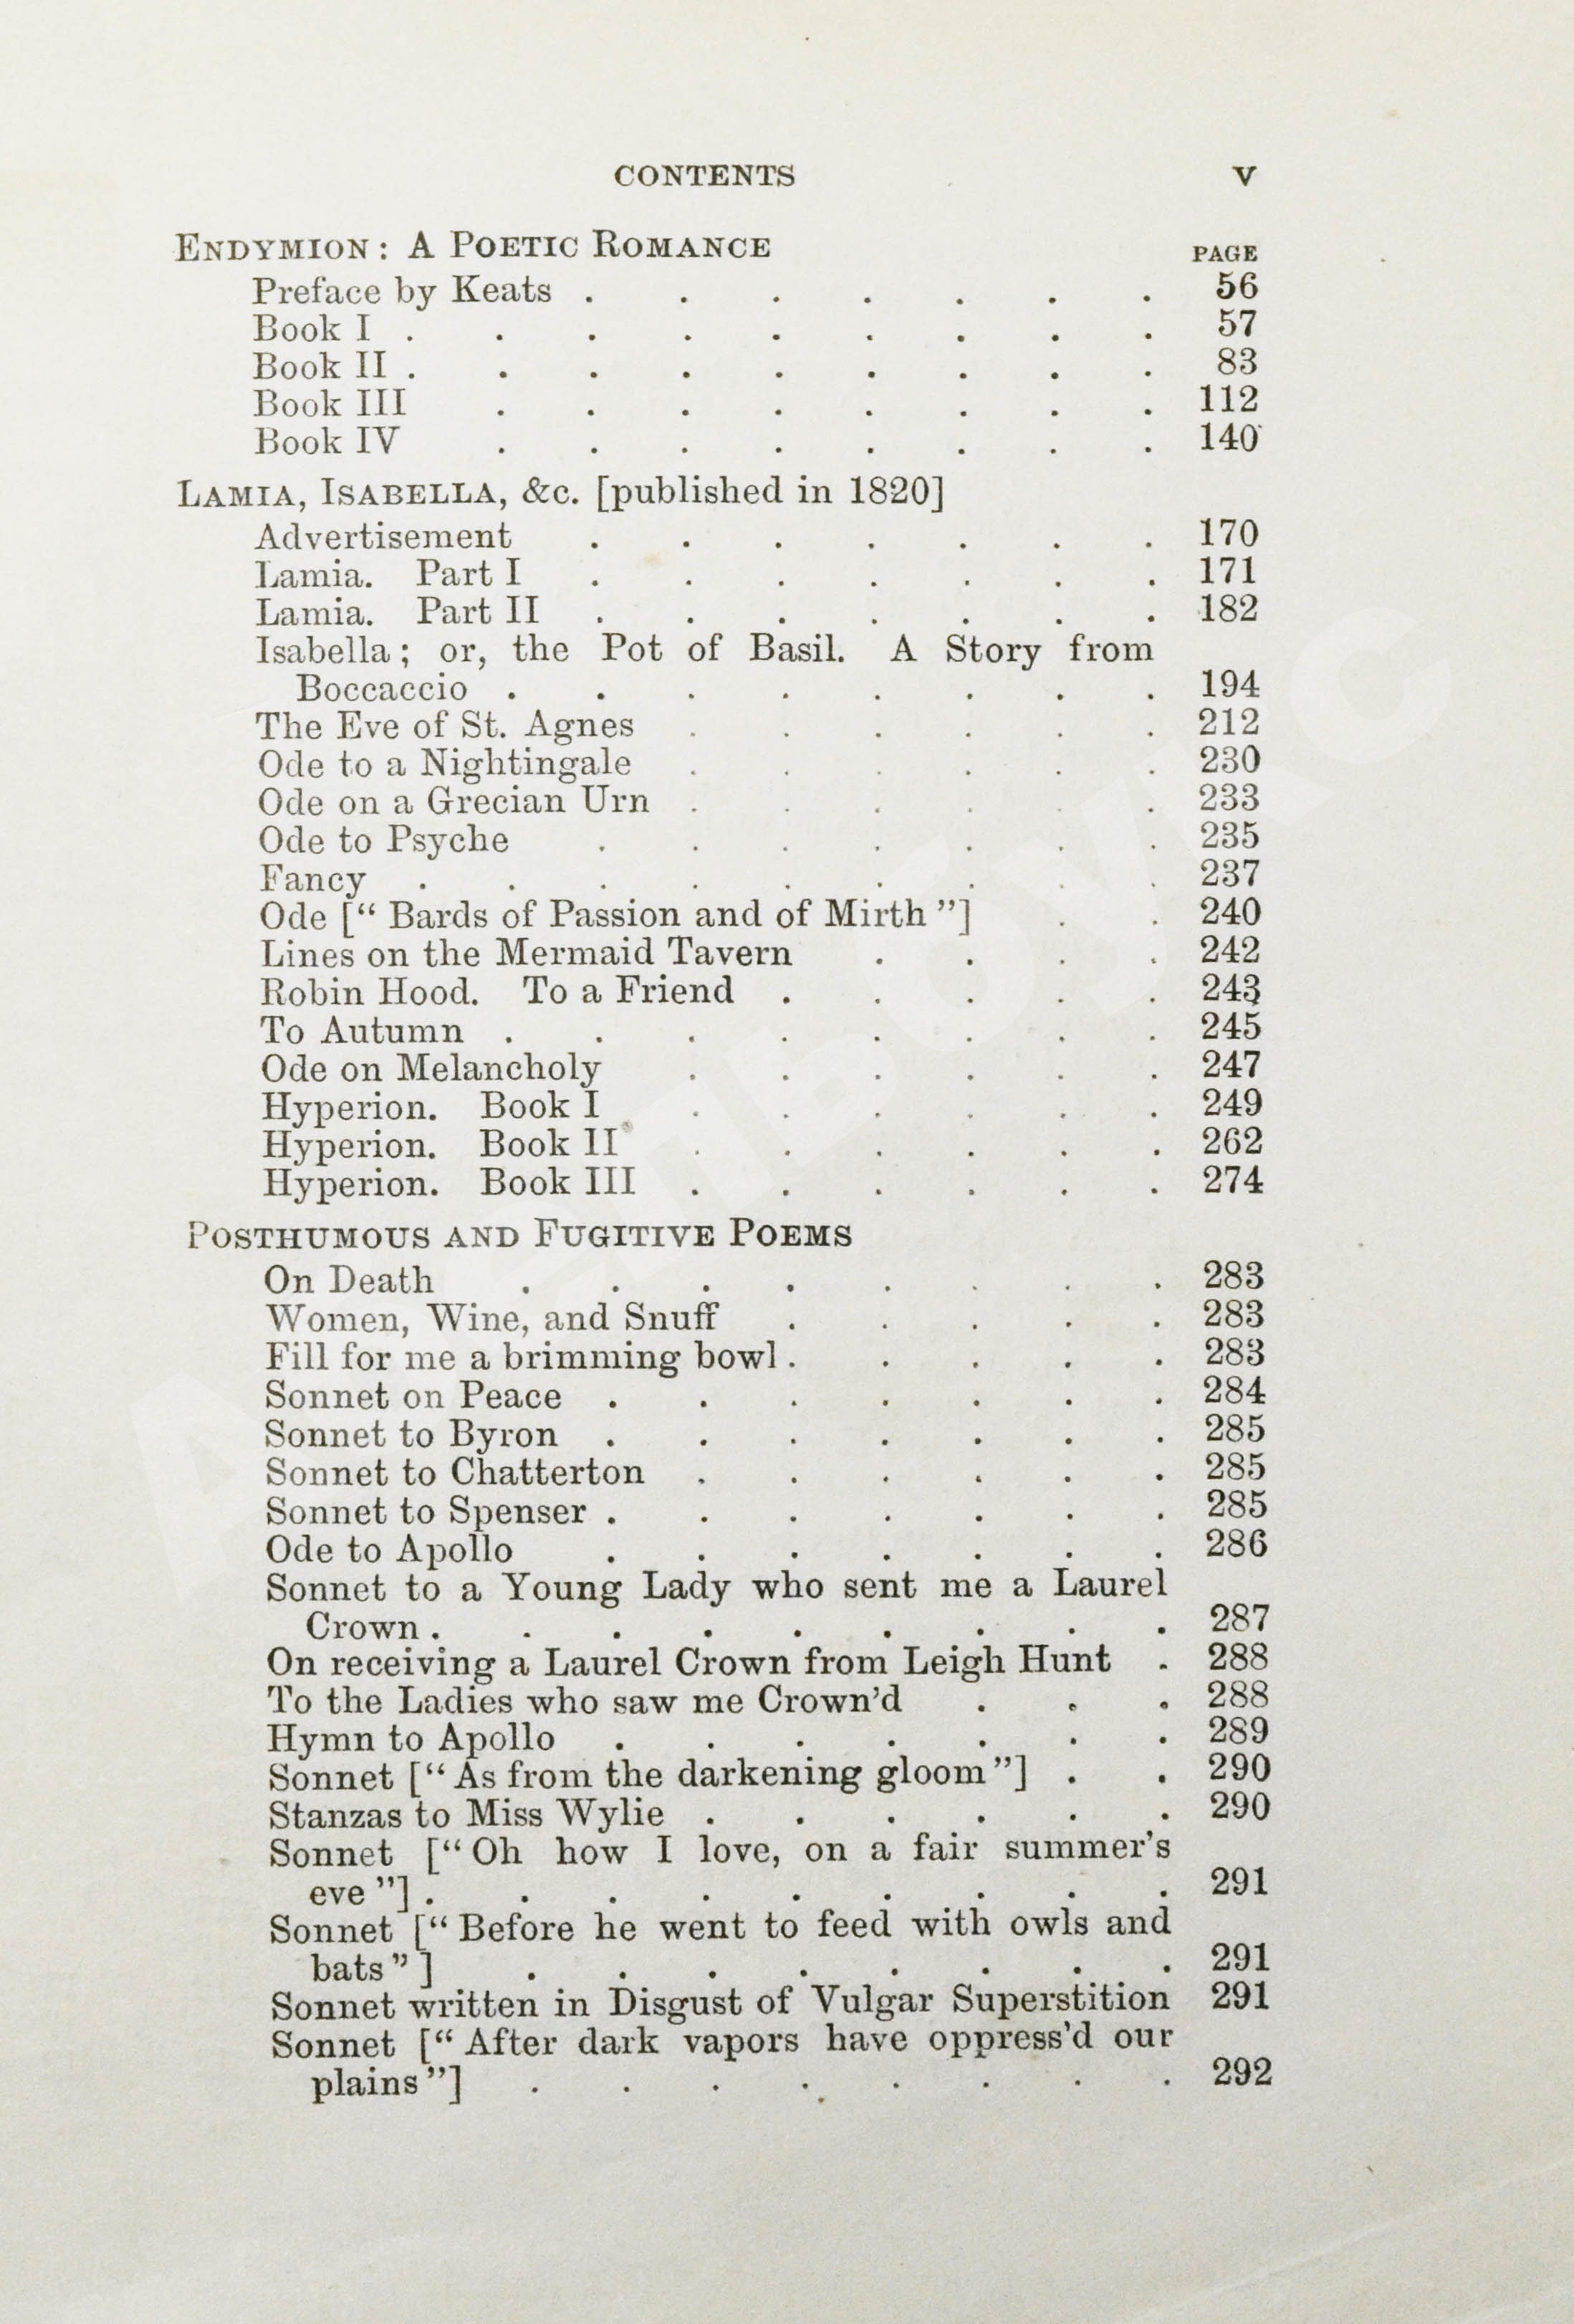 CONTENTS v
ENDYMION: A POETIC ROMANCE PAGE
Preface by Keats . . . . . . . 56
Book I . . . . . . . . . 57
Book II . . . . . . . . . 83
Book III . . . . . . . . 112
Book IV . . . . . . . . 140
LAMIA, ISABELLA, &c. [published in 1820]
Advertisement . . . . . . . 170
Lamia. Part I . . . . . . . 171
Lamia. Part II . . . . . . . 182
Isabella; or, the Pot of Basil. A Story from
Boccaccio . . . . . . . . 194
The Eve of St. Agnes . . . . . . 212
Ode to a Nightingale . . . . . . 230
Ode on a Grecian Urn . . . . . . 233
Ode to Psyche . . . . . . . 235
Fancy . . . . . . . . . 237
Ode [“Bards of Passion and of Mirth”] . . 240
Lines on the Mermaid Tavern . . . . 242
Robin Hood. To a Friend . . . . . 243
To Autumn . . . . . . . . 245
Ode on Melancholy . . . . . . 247
Hyperion. Book I . . . . . . 249
Hyperion. Book II . . . . . . 262
Hyperion. Book III . . . . . . 274
POSTHUMOUS AND FUGITIVE POEMS
On Death . . . . . . . . 283
Women, Wine, and Snuff . . . . . 283
Fill for me a brimming bowl . . . . . 283
Sonnet on Peace . . . . . . . 284
Sonnet to Byron . . . . . . . 285
Sonnet to Chatterton . . . . . . 285
Sonnet to Spenser . . . . . . . 285
Ode to Apollo . . . . . . . 286
Sonnet to a Young Lady who sent me a Laurel
Crown . . . . . . . . . 287
On receiving a Laurel Crown from Leigh Hunt . 288
To the Ladies who saw me Crown’d . . . 288
Hymn to Apollo . . . . . . . 289
Sonnet [“As from the darkening gloom”] . . 290
Stanzas to Miss Wylie . . . . . . 290
Sonnet [“Oh how I love, on a fair summer’s
eve”] . . . . . . . . . 291
Sonnet [“Before he went to feed with owls and
bats”] . . . . . . . . 291
Sonnet written in Disgust of Vulgar Superstition 291
Sonnet [“After dark vapors have oppress’d our
plains”] . . . . . . . . 292